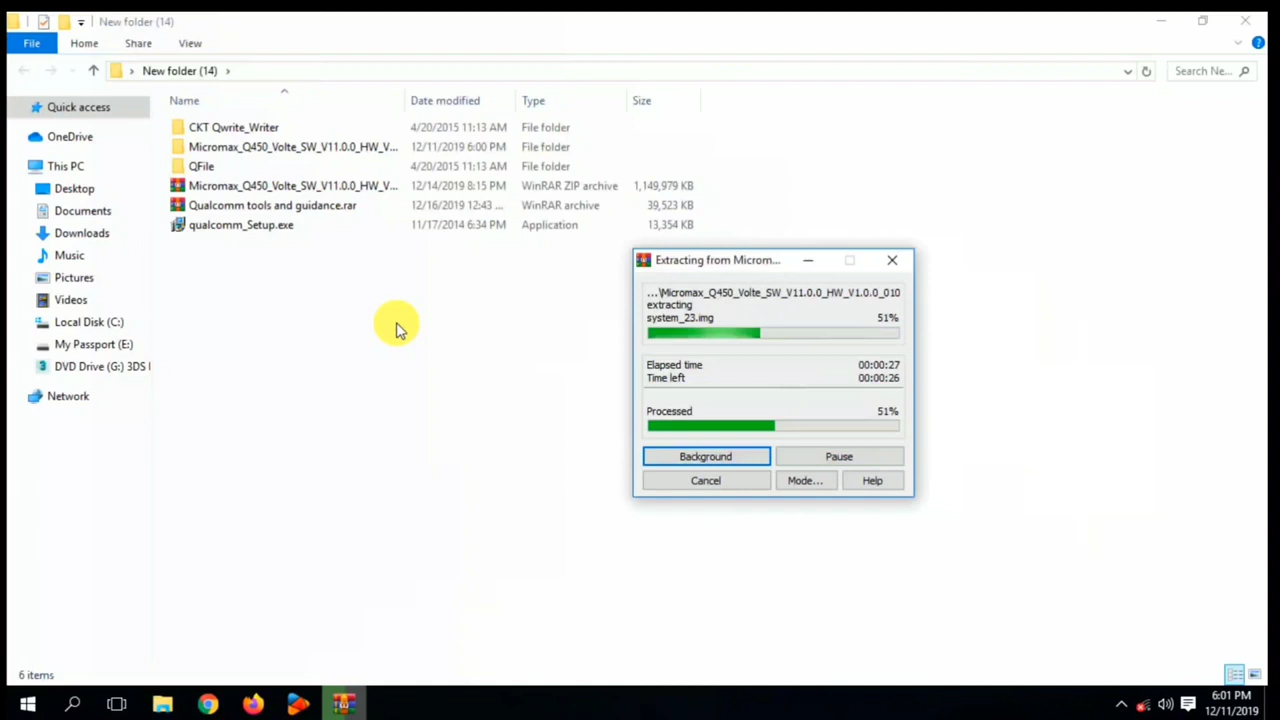 New folder (14)
File Home Share View
New folder (14) Search Ne...
Name Date modified Type Size
Quick access
OneDrive
This PC
Desktop
Documents
Downloads
Music
Pictures
Videos
Local Disk (C:)
My Passport (E:)
DVD Drive (G:) 3DS
Network
CKT Qwrite_Writer 4/20/2015 11:13 AM File folder
Micromax_Q450_Volte_SW_V11.0.0_HW_V... 12/11/2019 6:00 PM File folder
QFile 4/20/2015 11:13 AM File folder
Micromax_Q450_Volte_SW_V11.0.0_HW_V... 12/14/2019 8:15 PM WinRAR ZIP archive 1,149,979 KB
Qualcomm tools and guidance.rar 12/16/2019 12:43 ... WinRAR archive 39,523 KB
qualcomm_Setup.exe 11/17/2014 6:34 PM Application 13,354 KB
Extracting from Microm...
...\Micromax_Q450_Volte_SW_V11.0.0_HW_V1.0.0_010
extracting
system_23.img 51%
Elapsed time 00:00:27
Time left 00:00:26
Processed 51%
Background Pause
Cancel Mode... Help
6 items
6:01 PM
12/11/2019